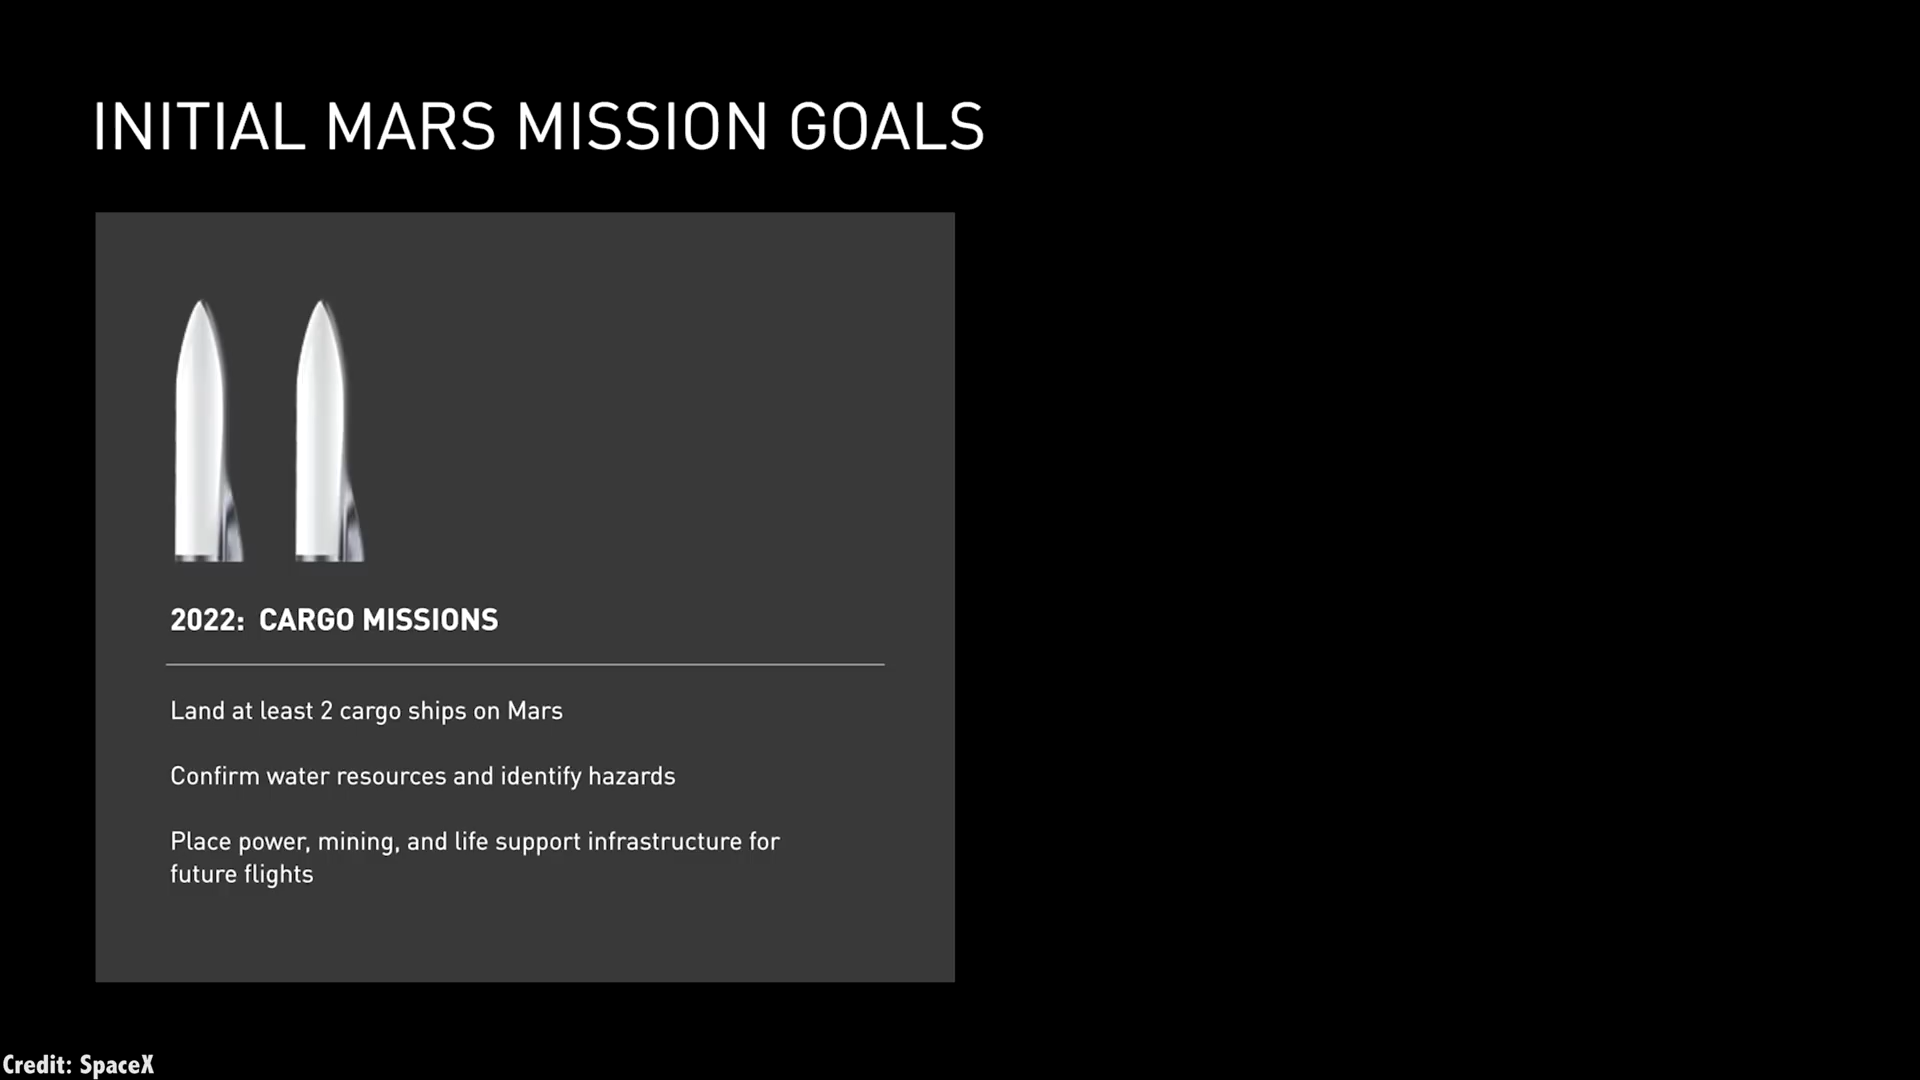 INITIAL MARS MISSION GOALS
2022: CARGO MISSIONS
Land at least 2 cargo ships on Mars
Confirm water resources and identify hazards
Place power, mining, and life support infrastructure for
future flights
Credit: SpaceX